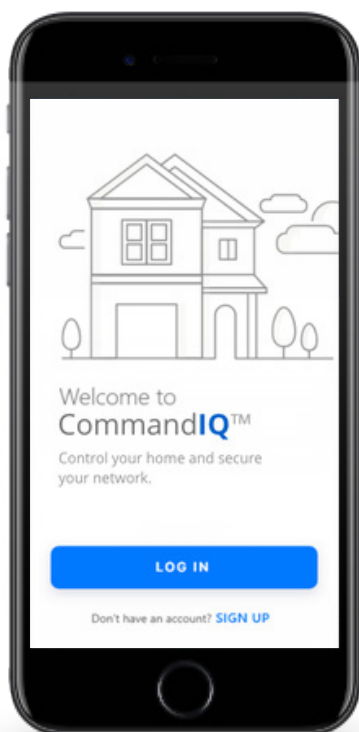 Welcome to
CommandIQ™
Control your home and secure
your network.
LOG IN
Don't have an account? SIGN UP